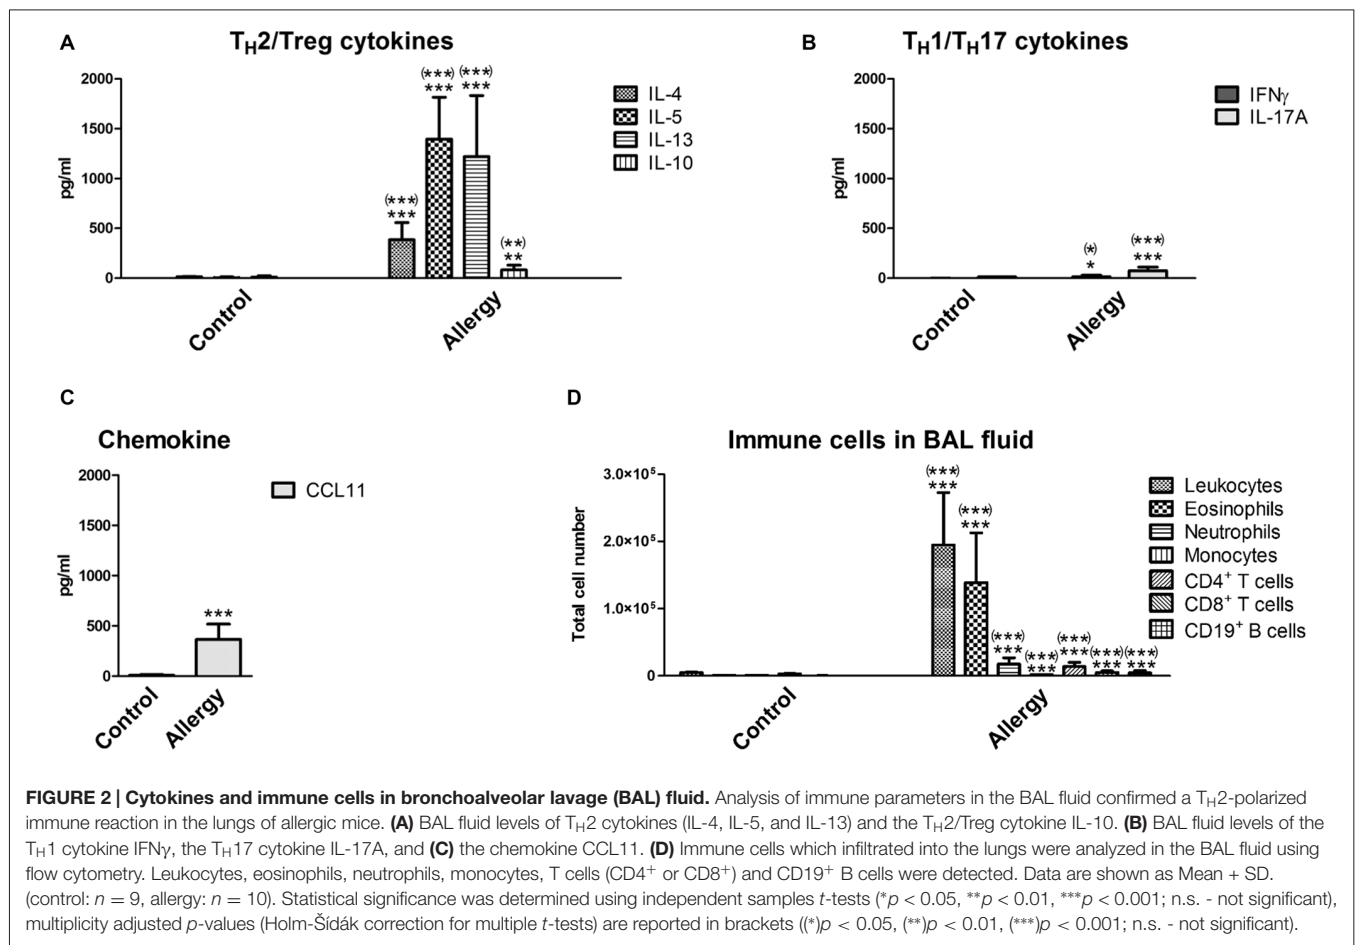 A
T_H2/Treg cytokines
pg/ml
2000
1500
1000
500
0
(***)
***
(***)
***
(***)
***
(**)
**
Control
Allergy
IL-4
IL-5
IL-13
IL-10
B
T_H1/T_H17 cytokines
pg/ml
2000
1500
1000
500
0
(*)
*
(***)
***
Control
Allergy
IFNγ
IL-17A
C
Chemokine
pg/ml
2000
1500
1000
500
0
***
Control
Allergy
CCL11
D
Immune cells in BAL fluid
Total cell number
3.0×10⁵
2.0×10⁵
1.0×10⁵
0
(***)
***
(***)
***
(***)
***
(***)
***
(***)
***
(***)
***
(***)
***
Control
Allergy
Leukocytes
Eosinophils
Neutrophils
Monocytes
CD4⁺ T cells
CD8⁺ T cells
CD19⁺ B cells
FIGURE 2 | Cytokines and immune cells in bronchoalveolar lavage (BAL) fluid. Analysis of immune parameters in the BAL fluid confirmed a T_H2-polarized
immune reaction in the lungs of allergic mice. (A) BAL fluid levels of T_H2 cytokines (IL-4, IL-5, and IL-13) and the T_H2/Treg cytokine IL-10. (B) BAL fluid levels of the
T_H1 cytokine IFNγ, the T_H17 cytokine IL-17A, and (C) the chemokine CCL11. (D) Immune cells which infiltrated into the lungs were analyzed in the BAL fluid using
flow cytometry. Leukocytes, eosinophils, neutrophils, monocytes, T cells (CD4⁺ or CD8⁺) and CD19⁺ B cells were detected. Data are shown as Mean + SD.
(control: n = 9, allergy: n = 10). Statistical significance was determined using independent samples t-tests (*p < 0.05, **p < 0.01, ***p < 0.001; n.s. - not significant),
multiplicity adjusted p-values (Holm-Šídák correction for multiple t-tests) are reported in brackets ((*)p < 0.05, (**)p < 0.01, (***)p < 0.001; n.s. - not significant).